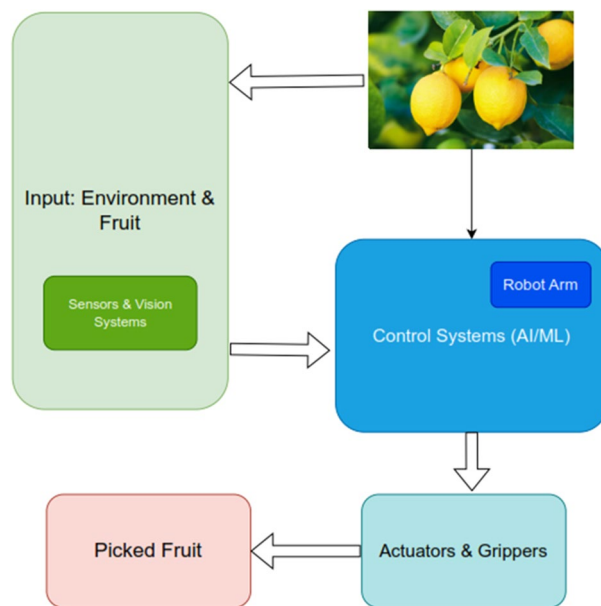 Input: Environment &
Fruit
Sensors & Vision
Systems
Robot Arm
Control Systems (AI/ML)
Picked Fruit
Actuators & Grippers